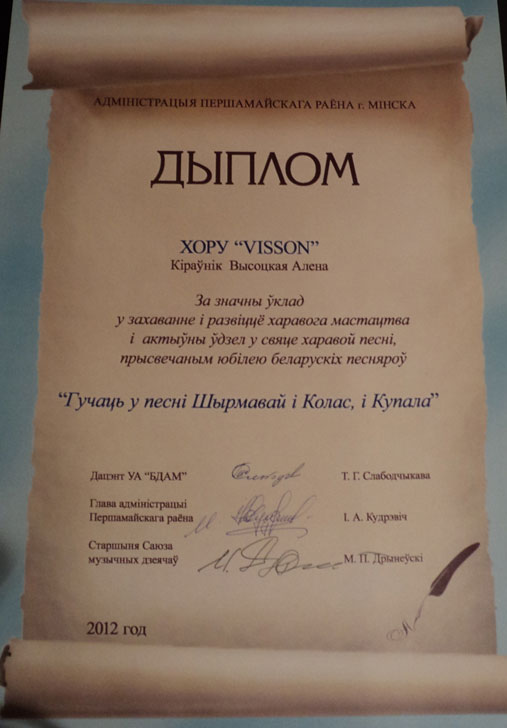 АДМІНІСТРАЦЫЯ ПЕРШАМАЙСКАГА РАЁНА г. МІНСКА
ДЫПЛОМ
ХОРУ “VISSON”
Кіраўнік Высоцкая Алена
За значны ўклад
у захаванне і развіццё харавога мастацтва
і актыўны ўдзел у свяце харавой песні,
прысвечаным юбілею беларускіх песняроў
“Гучаць у песні Шырмавай і Колас, і Купала”
Дацэнт УА “БДАМ” Т. Г. Слабодчыкава
Глава адміністрацыі
Першамайскага раёна І. А. Кудрэвіч
Старшыня Саюза
музычных дзеячаў М. П. Дрынеўскі
2012 год